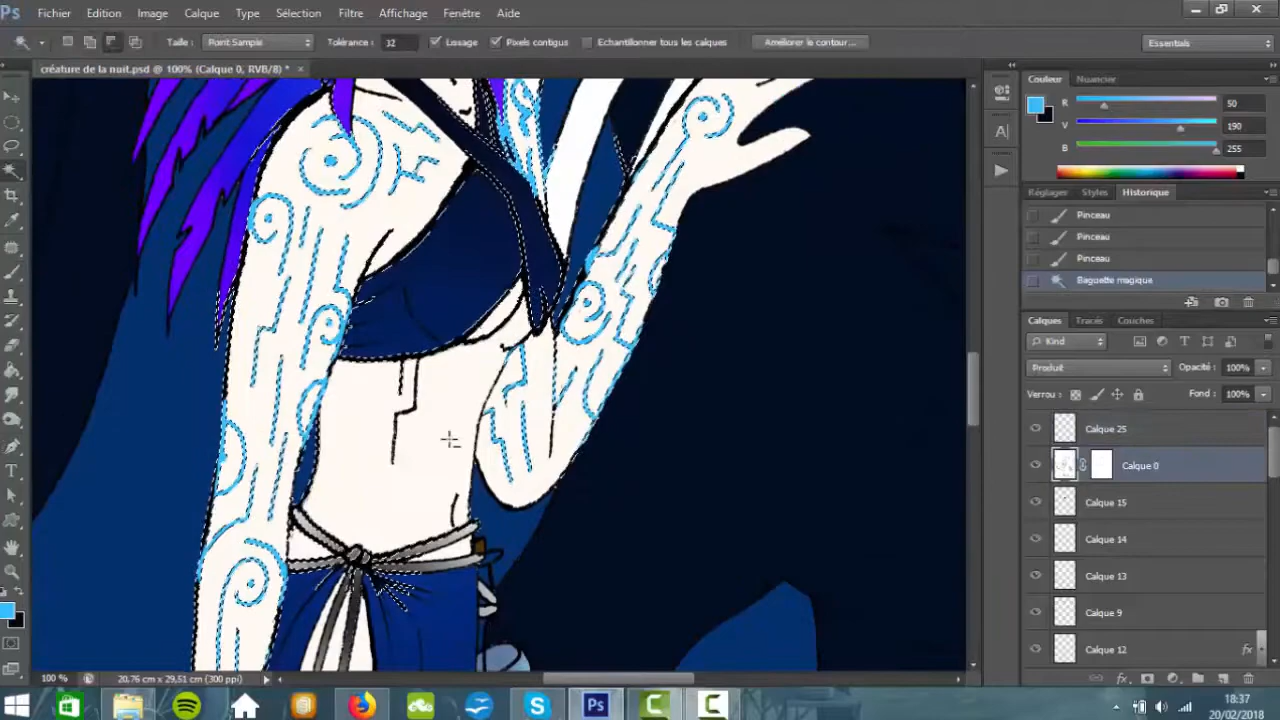 Ps Fichier Edition Image Calque Type Sélection Filtre Affichage Fenêtre Aide
Taille : Point Sample Tolérance : 32 Lissage Pixels contigus Echantillonner tous les calques Améliorer le contour... Essentials
créature de la nuit.psd @ 100% (Calque 0, RVB/8) * ×
Couleur Nuancier
R 50
V 190
B 255
Réglages Styles Historique
Pinceau
Pinceau
Pinceau
Baguette magique
Calques Tracés Couches
Kind
Produit Opacité : 100%
Verrou : Fond : 100%
Calque 25
Calque 0
Calque 15
Calque 14
Calque 13
Calque 9
Calque 12 fx
100 % 20,76 cm x 29,51 cm (300 ppi)
18:37
20/02/2018